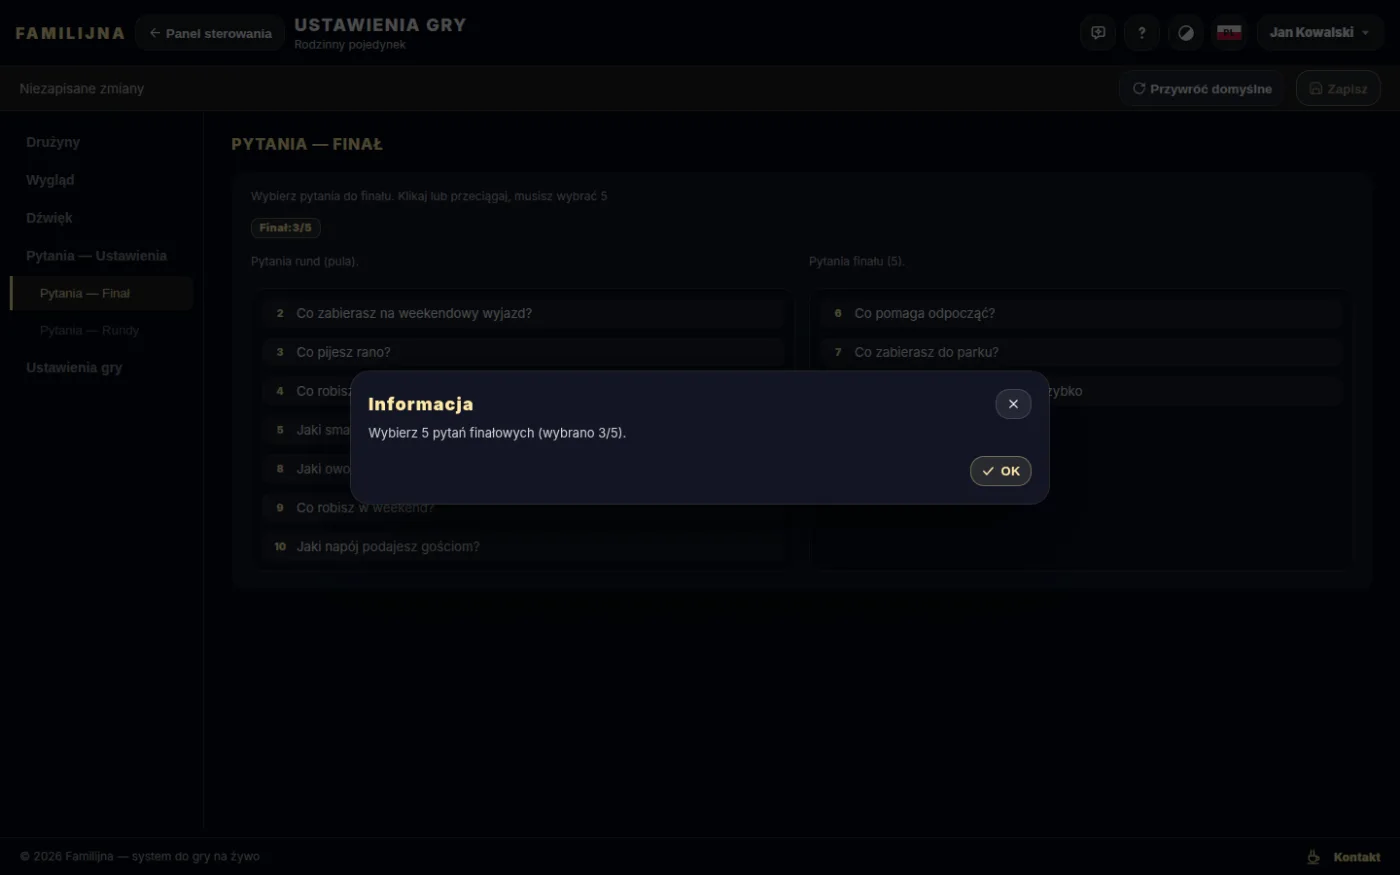 FAMILIJNA
← Panel sterowania
USTAWIENIA GRY
Rodzinny pojedynek
?
PL
Jan Kowalski
Niezapisane zmiany
Przywróć domyślne
Zapisz
Drużyny
Wygląd
Dźwięk
Pytania — Ustawienia
Pytania — Finał
Pytania — Rundy
Ustawienia gry
PYTANIA — FINAŁ
Wybierz pytania do finału. Klikaj lub przeciągaj, musisz wybrać 5
Finał: 3/5
Pytania rund (pula).
2 Co zabierasz na weekendowy wyjazd?
3 Co pijesz rano?
4 Co robisz
5 Jaki
8 Jaki
9 Co robisz w weekend?
10 Jaki napój podajesz gościom?
Pytania finału (5).
6 Co pomaga odpocząć?
7 Co zabierasz do parku?
Informacja
Wybierz 5 pytań finałowych (wybrano 3/5).
OK
© 2026 Familijna — system do gry na żywo
Kontakt